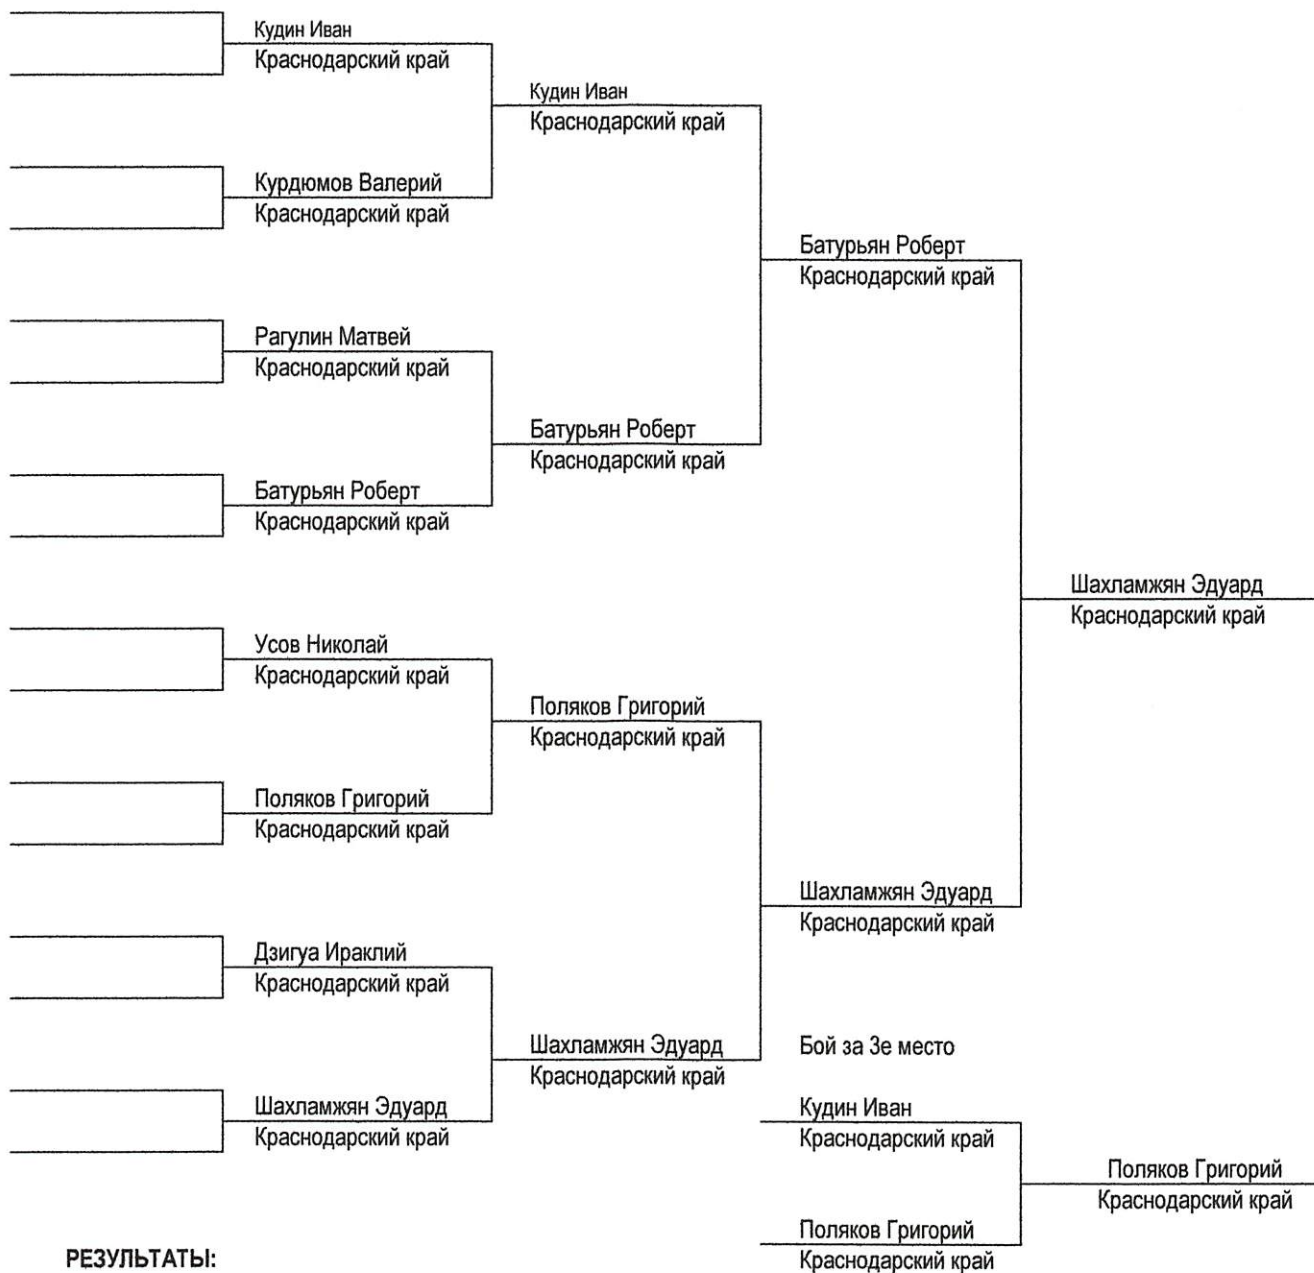 Кудин Иван
Краснодарский край
Кудин Иван
Краснодарский край
Курдюмов Валерий
Краснодарский край
Батурьян Роберт
Краснодарский край
Рагулин Матвей
Краснодарский край
Батурьян Роберт
Краснодарский край
Батурьян Роберт
Краснодарский край
Шахламжян Эдуард
Краснодарский край
Усов Николай
Краснодарский край
Поляков Григорий
Краснодарский край
Поляков Григорий
Краснодарский край
Шахламжян Эдуард
Краснодарский край
Дзигуа Ираклий
Краснодарский край
Шахламжян Эдуард
Краснодарский край
Бой за 3е место
Шахламжян Эдуард
Краснодарский край
Кудин Иван
Краснодарский край
Поляков Григорий
Краснодарский край
Поляков Григорий
Краснодарский край
РЕЗУЛЬТАТЫ: